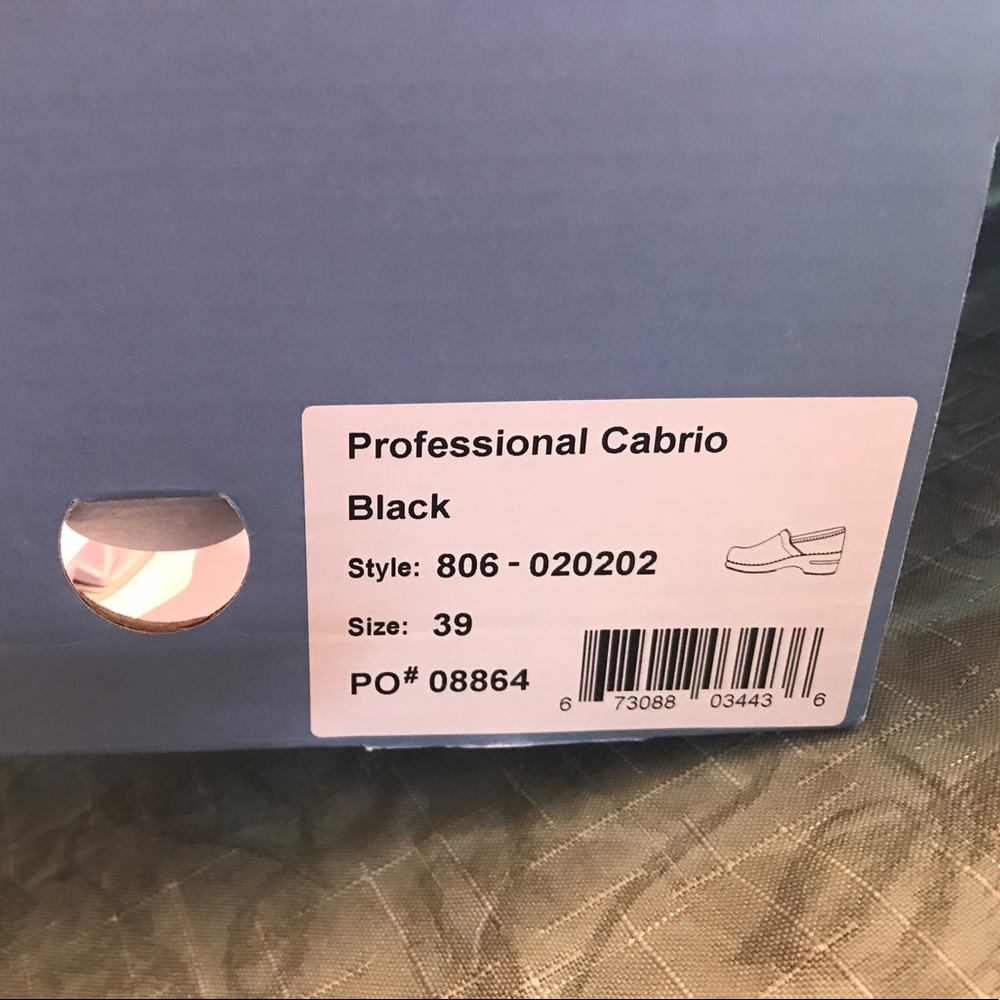 Professional Cabrio
Black
Style: 806 - 020202
Size: 39
PO# 08864
6 73088 03443 6